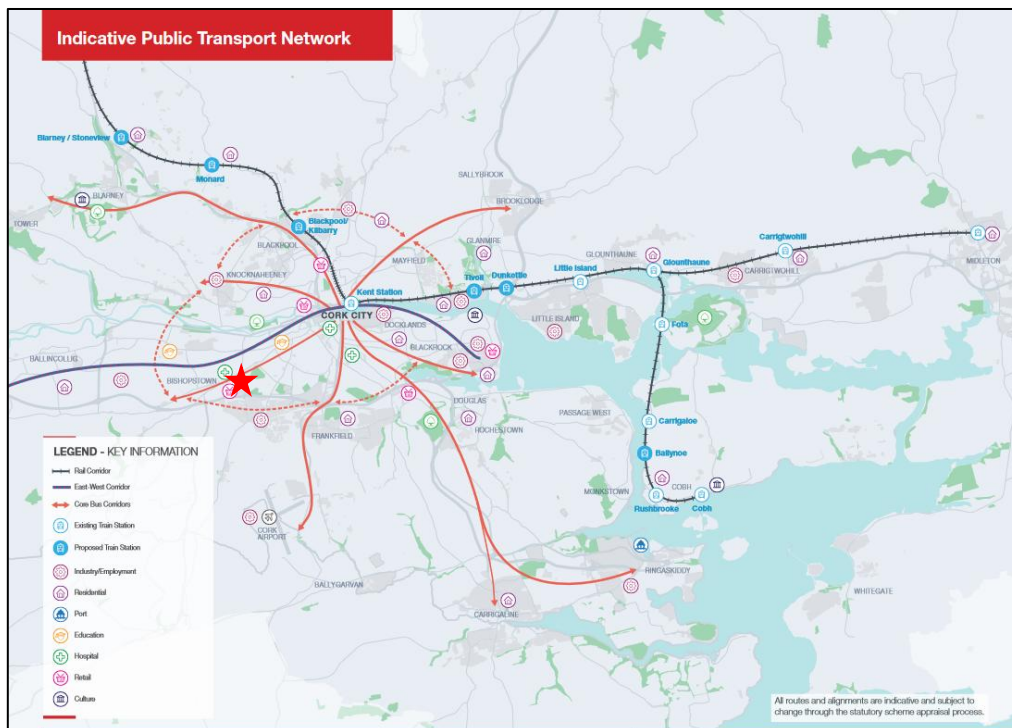 Indicative Public Transport Network
Blarney / Stoneview
Monard
BLARNEY
TOWER
SALLYBROOK
BROOKLODGE
Blackpool/
Kilbarry
BLACKPOOL
MAYFIELD
GLANMIRE
KNOCKNAHEENEY
Kent Station
CORK CITY
Tivoli
Dunkettle
Little Island
GLOUNTHAUNE
Glounthaune
Carrigtwohill
CARRIGTWOHILL
MIDLETON
DOCKLANDS
LITTLE ISLAND
Fota
BLACKROCK
BALLINCOLLIG
BISHOPSTOWN
DOUGLAS
ROCHESTOWN
PASSAGE WEST
FRANKFIELD
Carrigaloe
Ballynoe
MONKSTOWN
COBH
Rushbrooke
Cobh
CORK
AIRPORT
BALLYGARVAN
RINGASKIDDY
CARRIGALINE
WHITEGATE
LEGEND - KEY INFORMATION
Rail Corridor
East-West Corridor
Core Bus Corridors
Existing Train Station
Proposed Train Station
Industry/Employment
Residential
Port
Education
Hospital
Retail
Culture
All routes and alignments are indicative and subject to
change through the statutory scheme appraisal process.